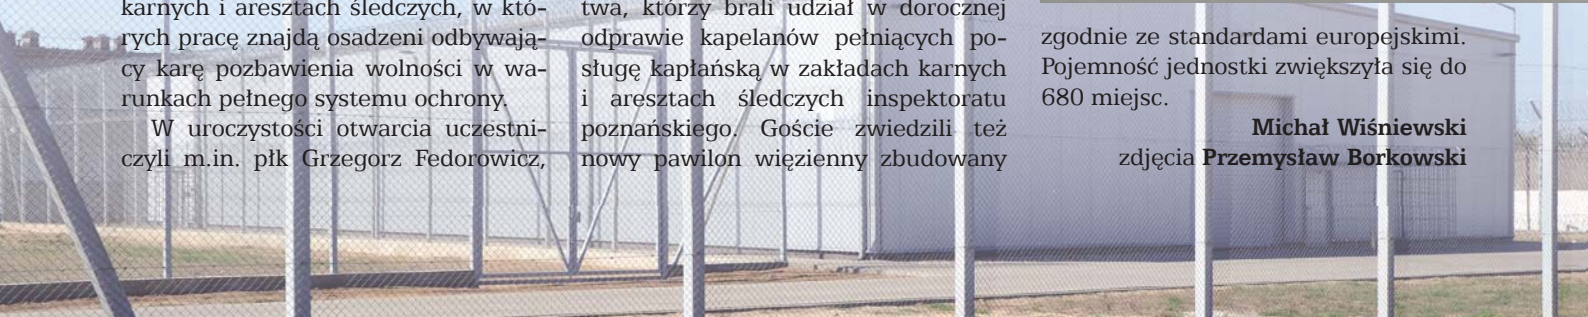 karnych i aresztach śledczych, w któ-
rych pracę znajdą osadzeni odbywają-
cy karę pozbawienia wolności w wa-
runkach pełnego systemu ochrony.
W uroczystości otwarcia uczestni-
czyli m.in. płk Grzegorz Fedorowicz,
twa, którzy brali udział w dorocznej
odprawie kapelanów pełniących po-
sługę kapłańską w zakładach karnych
i aresztach śledczych inspektoratu
poznańskiego. Goście zwiedzili też
nowy pawilon więzienny zbudowany
zgodnie ze standardami europejskimi.
Pojemność jednostki zwiększyła się do
680 miejsc.
Michał Wiśniewski
zdjęcia Przemysław Borkowski